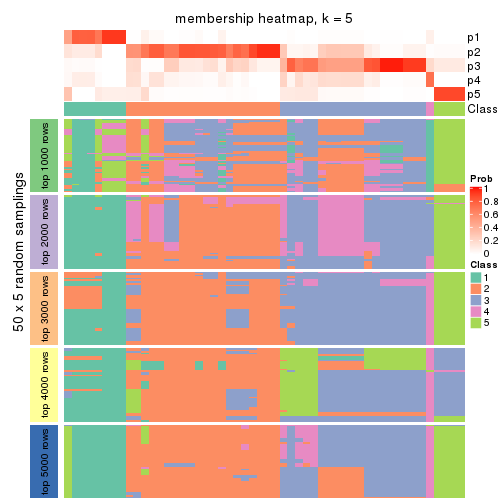 membership heatmap, k = 5
p1
p2
p3
p4
p5
Class
50 x 5 random samplings
top 1000 rows
top 2000 rows
top 3000 rows
top 4000 rows
top 5000 rows
Prob
1
0.8
0.6
0.4
0.2
0
Class
1
2
3
4
5